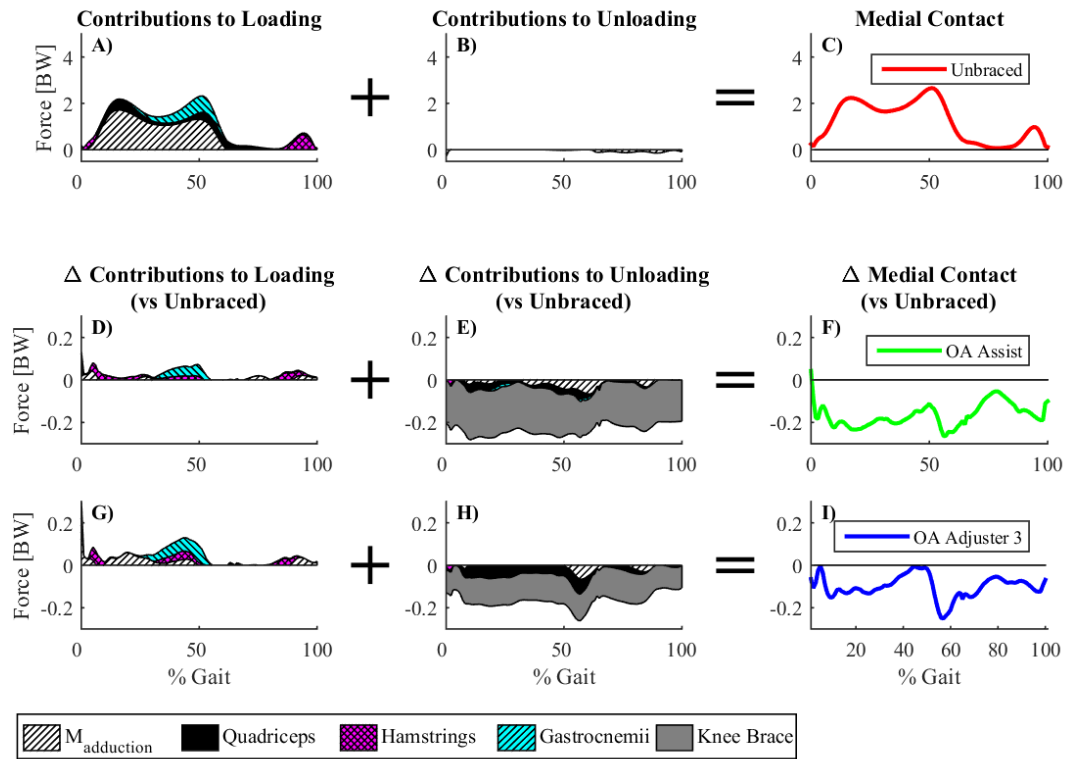 Contributions to Loading
Contributions to Unloading
Medial Contact
A)
B)
C)
Unbraced
Force [BW]
4
2
0
0
50
100
4
2
0
0
50
100
4
2
0
0
50
100
+
=
Δ Contributions to Loading
(vs Unbraced)
Δ Contributions to Unloading
(vs Unbraced)
Δ Medial Contact
(vs Unbraced)
D)
E)
F)
OA Assist
Force [BW]
0.2
0
-0.2
0
50
100
0.2
0
-0.2
0
50
100
0.2
0
-0.2
0
50
100
+
=
G)
H)
I)
OA Adjuster 3
Force [BW]
0.2
0
-0.2
0
50
100
0.2
0
-0.2
0
50
100
0.2
0
-0.2
20
40
60
80
100
+
=
% Gait
% Gait
% Gait
M adduction
Quadriceps
Hamstrings
Gastrocnemii
Knee Brace